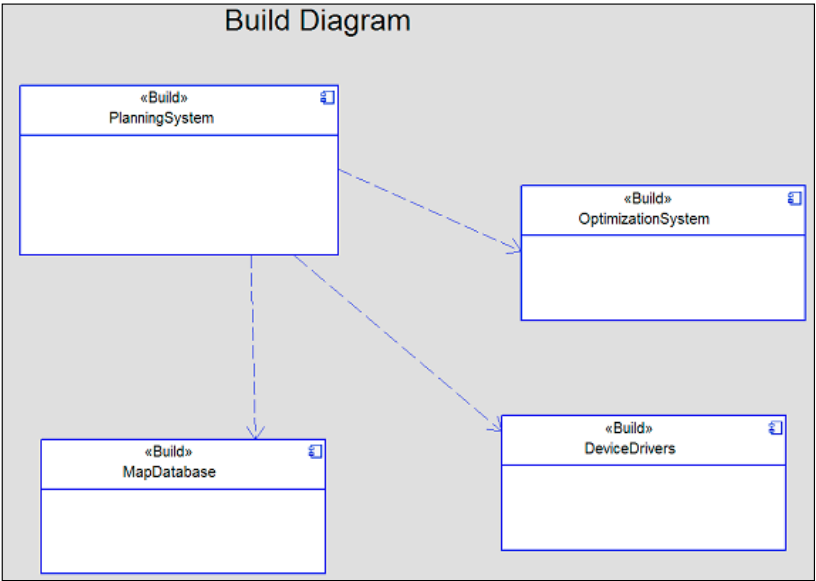 Build Diagram
«Build»
PlanningSystem
«Build»
OptimizationSystem
«Build»
DeviceDrivers
«Build»
MapDatabase